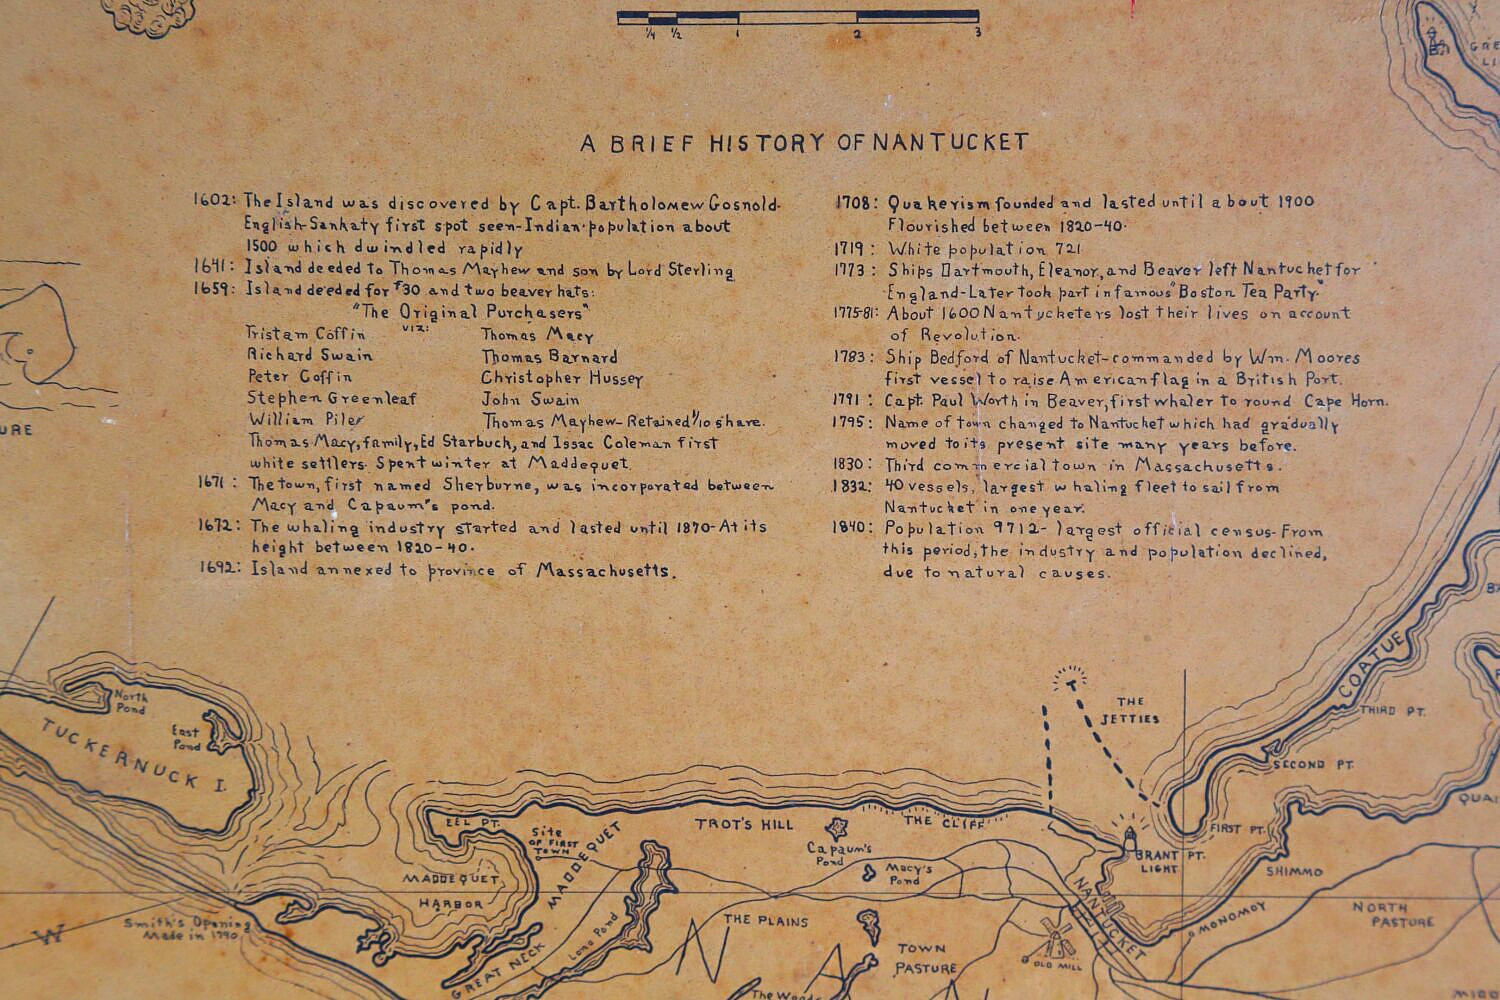 1/4 1/2 1 2 3
A BRIEF HISTORY OF NANTUCKET
1602: The Island was discovered by Capt. Bartholomew Gosnold-
English-Sankaty first spot seen-Indian population about
1500 which dwindled rapidly
1641: Island deeded to Thomas Mayhew and son by Lord Sterling
1659: Island deeded for £30 and two beaver hats:
"The Original Purchasers"
viz:
Tristam Coffin Thomas Macy
Richard Swain Thomas Barnard
Peter Coffin Christopher Hussey
Stephen Greenleaf John Swain
William Pile Thomas Mayhew-Retained 1/10 share.
Thomas Macy, family, Ed Starbuck, and Issac Coleman first
white settlers. Spent winter at Maddequet.
1671: The town, first named Sherburne, was incorporated between
Macy and Capaum's pond.
1672: The whaling industry started and lasted until 1870-At its
height between 1820-40.
1692: Island annexed to province of Massachusetts.
1708: Quakerism founded and lasted until about 1900
Flourished between 1820-40.
1719: White population 721
1773: Ships Dartmouth, Eleanor, and Beaver left Nantucket for
England-Later took part in famous "Boston Tea Party."
1775-81: About 1600 Nantucketers lost their lives on account
of Revolution.
1783: Ship Bedford of Nantucket-commanded by Wm. Moores
first vessel to raise American flag in a British Port.
1791: Capt. Paul Worth in Beaver, first whaler to round Cape Horn.
1795: Name of town changed to Nantucket which had gradually
moved to its present site many years before.
1830: Third commercial town in Massachusetts.
1832: 40 vessels, largest whaling fleet to sail from
Nantucket in one year.
1840: Population 9712- largest official census-From
this period, the industry and population declined,
due to natural causes.
URE
GRE
LI
COATUE
North
Pond
East
Pond
TUCKERNUCK I.
THE
JETTIES
THIRD PT.
SECOND PT.
QUAI
FIRST PT.
EEL PT.
Site
OF FIRST
TOWN
MADDEQUET
TROT'S HILL
THE CLIFF
Capaum's
Pond
Macy's
Pond
BRANT PT.
LIGHT
SHIMMO
MADDEQUET
HARBOR
Smith's Opening
Made in 1790
W
GREAT NECK
Long Pond
THE PLAINS
N A
TOWN
PASTURE
The Woods
OLD MILL
NANTUCKET
MONOMOY
NORTH
PASTURE